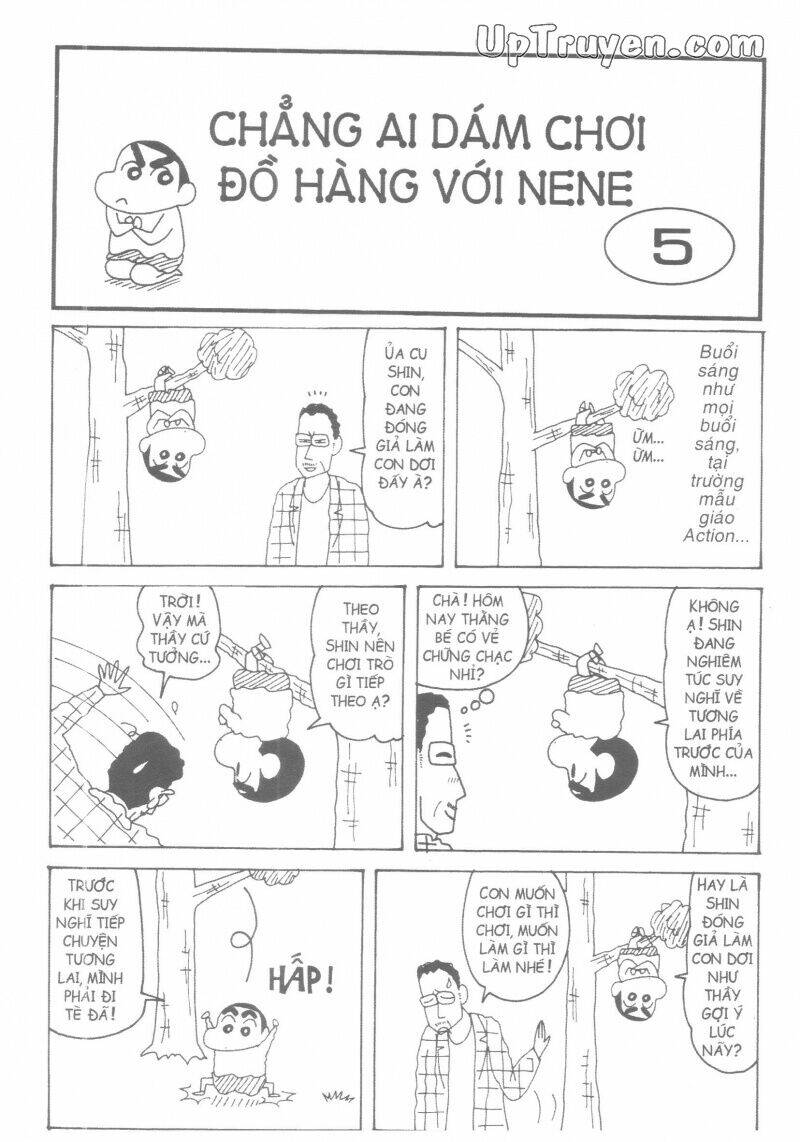 UpTruyen.com
CHẲNG AI DÁM CHƠI
ĐỒ HÀNG VỚI NENE
5
Buổi
sáng
như
mọi
buổi
sáng,
tại
trường
mẫu
giáo
Action...
ỪM...
ỪM...
ỦA CU
SHIN,
CON
ĐANG
ĐÓNG
GIẢ LÀM
CON DƠI
ĐẤY À?
KHÔNG
Ạ! SHIN
ĐANG
NGHIÊM
TÚC SUY
NGHĨ VỀ
TƯƠNG
LAI PHÍA
TRƯỚC CỦA
MÌNH...
CHÀ! HÔM
NAY THẰNG
BÉ CÓ VẺ
CHỮNG CHẠC
NHỈ?
THEO
THẦY,
SHIN NÊN
CHƠI TRÒ
GÌ TIẾP
THEO Ạ?
TRỜI!
VẬY MÀ
THẦY CỨ
TƯỞNG...
HAY LÀ
SHIN
ĐÓNG
GIẢ LÀM
CON DƠI
NHƯ
THẦY
GỢI Ý
LÚC
NÃY?
CON MUỐN
CHƠI GÌ THÌ
CHƠI, MUỐN
LÀM GÌ THÌ
LÀM NHÉ!
HẤP!
TRƯỚC
KHI SUY
NGHĨ TIẾP
CHUYỆN
TƯƠNG
LAI, MÌNH
PHẢI ĐI
TÈ ĐÃ!